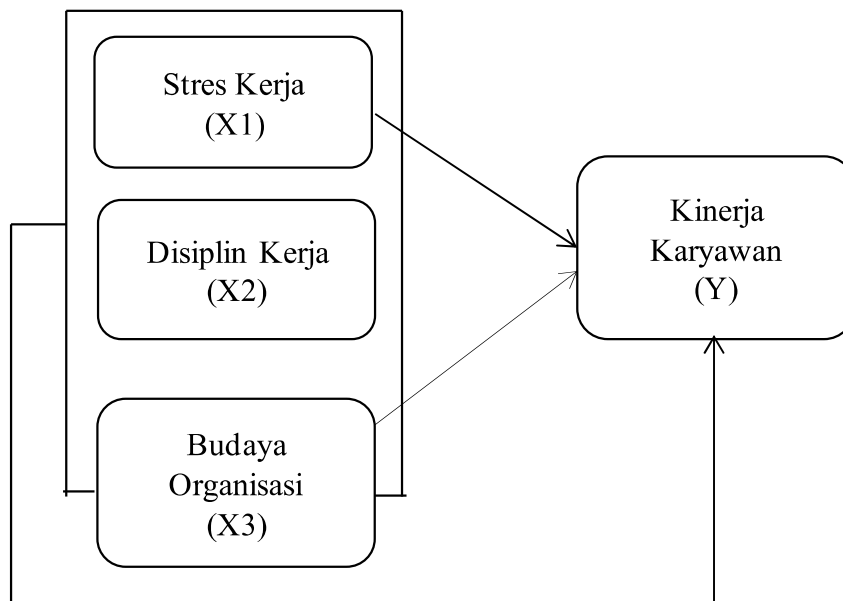 Stres Kerja
(X1)
Disiplin Kerja
(X2)
Budaya
Organisasi
(X3)
Kinerja
Karyawan
(Y)